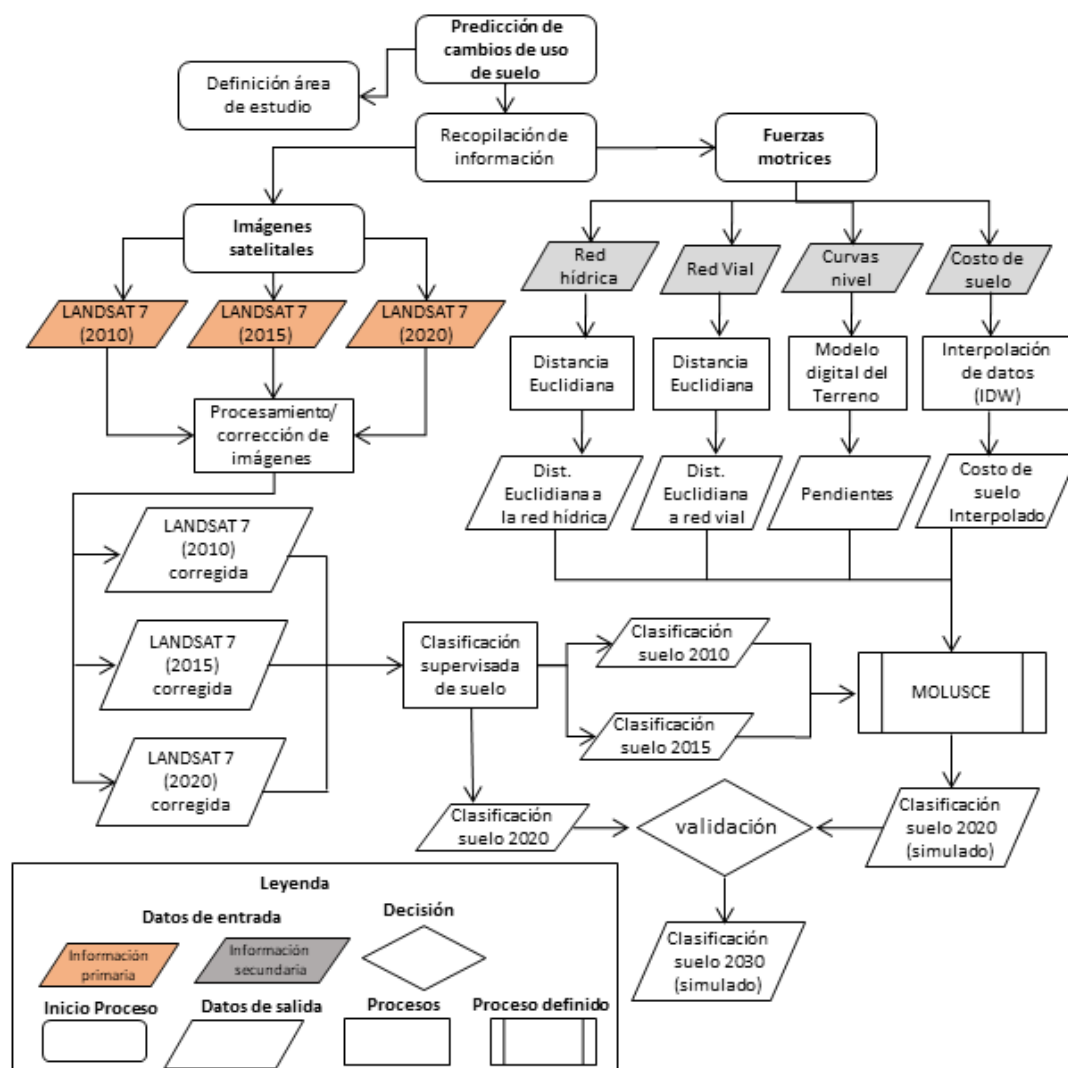 Predicción de
cambios de uso
de suelo
Definición área
de estudio
Recopilación de
información
Fuerzas
motrices
Imágenes
satelitales
Red
hídrica
Red Vial
Curvas
nivel
Costo de
suelo
LANDSAT 7
(2010)
LANDSAT 7
(2015)
LANDSAT 7
(2020)
Distancia
Euclidiana
Distancia
Euclidiana
Modelo
digital del
Terreno
Interpolación
de datos
(IDW)
Procesamiento/
corrección de
imágenes
Dist.
Euclidiana a
la red hídrica
Dist.
Euclidiana
a red vial
Pendientes
Costo de
suelo
Interpolado
LANDSAT 7
(2010)
corregida
LANDSAT 7
(2015)
corregida
LANDSAT 7
(2020)
corregida
Clasificación
supervisada
de suelo
Clasificación
suelo 2010
Clasificación
suelo 2015
MOLUSCE
Clasificación
suelo 2020
validación
Clasificación
suelo 2020
(simulado)
Clasificación
suelo 2030
(simulado)
Leyenda
Datos de entrada
Decisión
Información
primaria
Información
secundaria
Inicio Proceso
Datos de salida
Procesos
Proceso definido